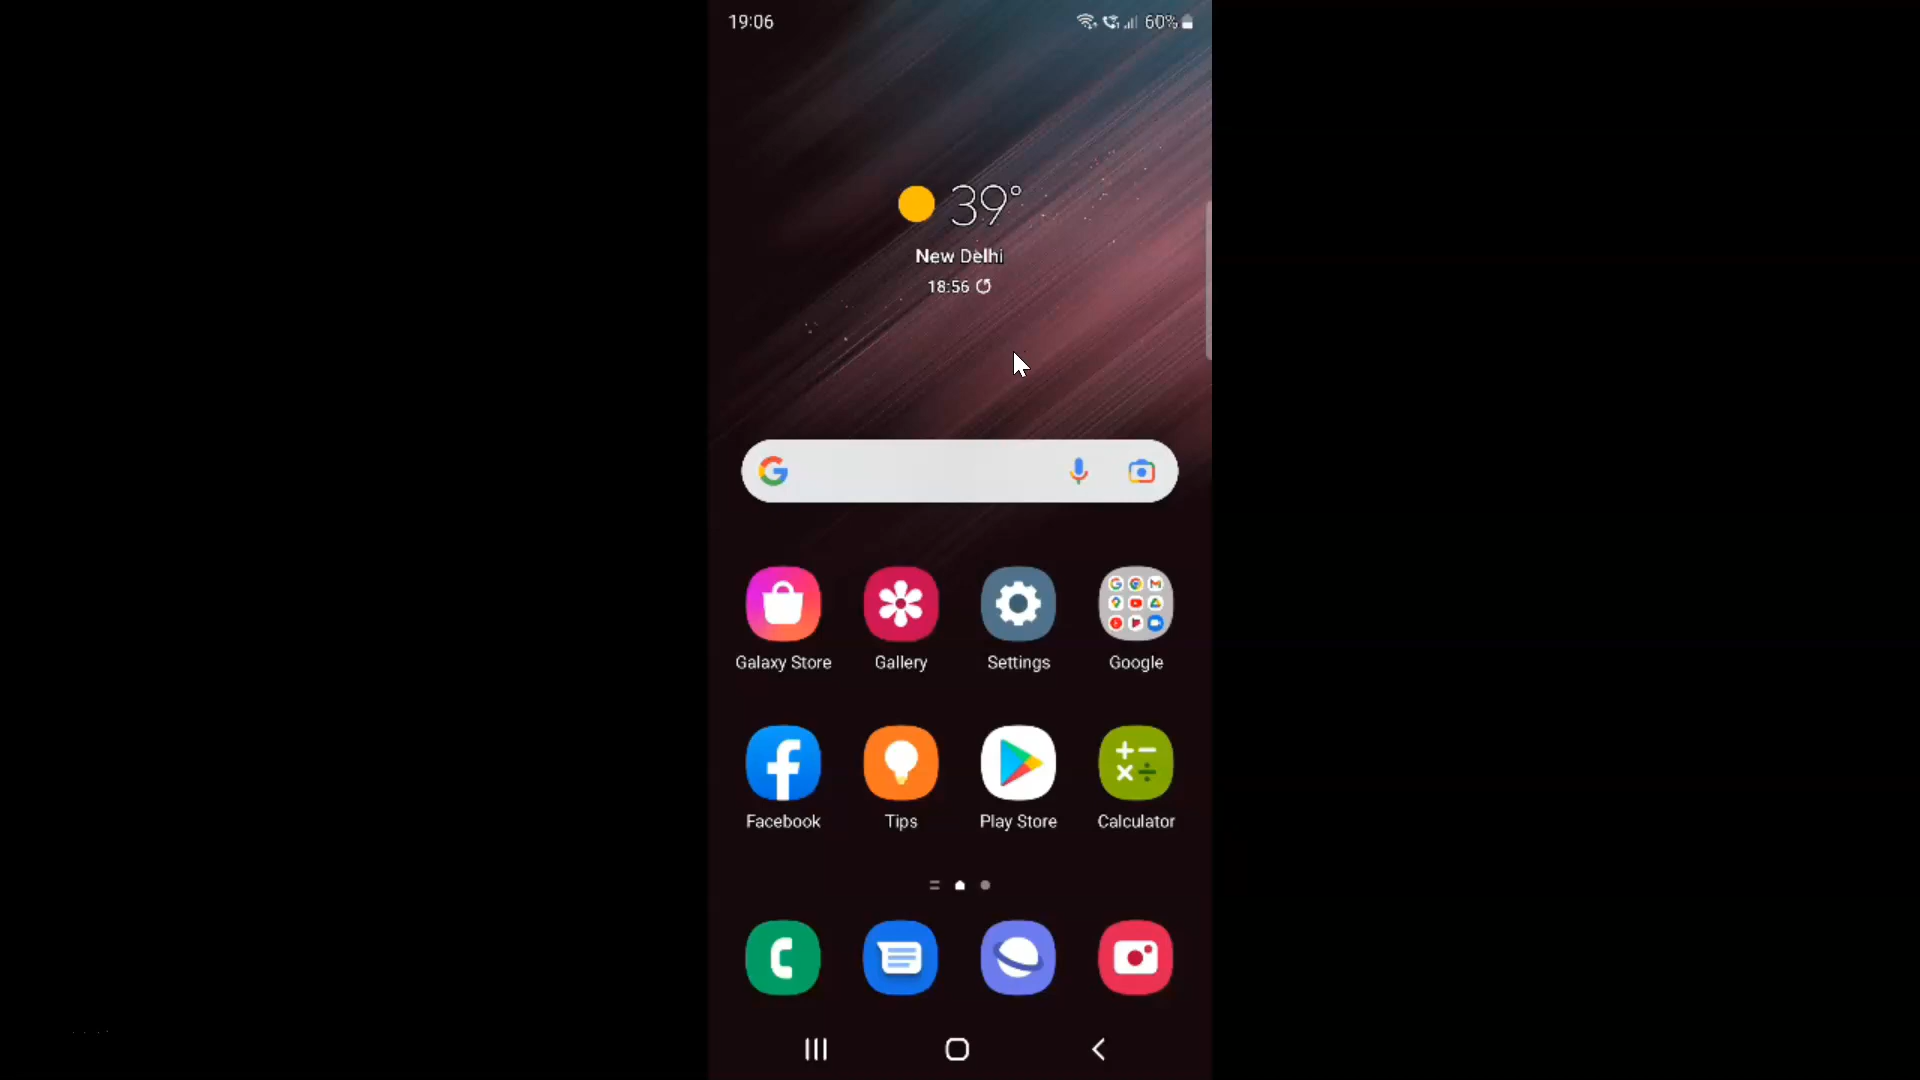 19:06 60%
39°
New Delhi
18:56
Galaxy Store Gallery Settings Google
Facebook Tips Play Store Calculator